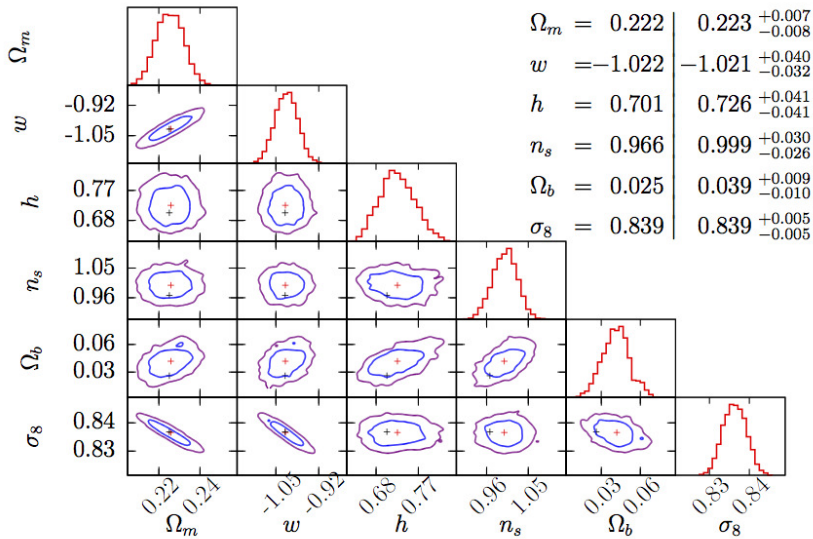 Ωm = 0.222 | 0.223 +0.007 −0.008
w =−1.022 | −1.021 +0.040 −0.032
h = 0.701 | 0.726 +0.041 −0.041
ns = 0.966 | 0.999 +0.030 −0.026
Ωb = 0.025 | 0.039 +0.009 −0.010
σ8 = 0.839 | 0.839 +0.005 −0.005
Ωm
w
-0.92
-1.05
h
0.77
0.68
ns
1.05
0.96
Ωb
0.06
0.03
σ8
0.84
0.83
0.22 0.24 -1.05 -0.92 0.68 0.77 0.96 1.05 0.03 0.06 0.83 0.84
Ωm w h ns Ωb σ8